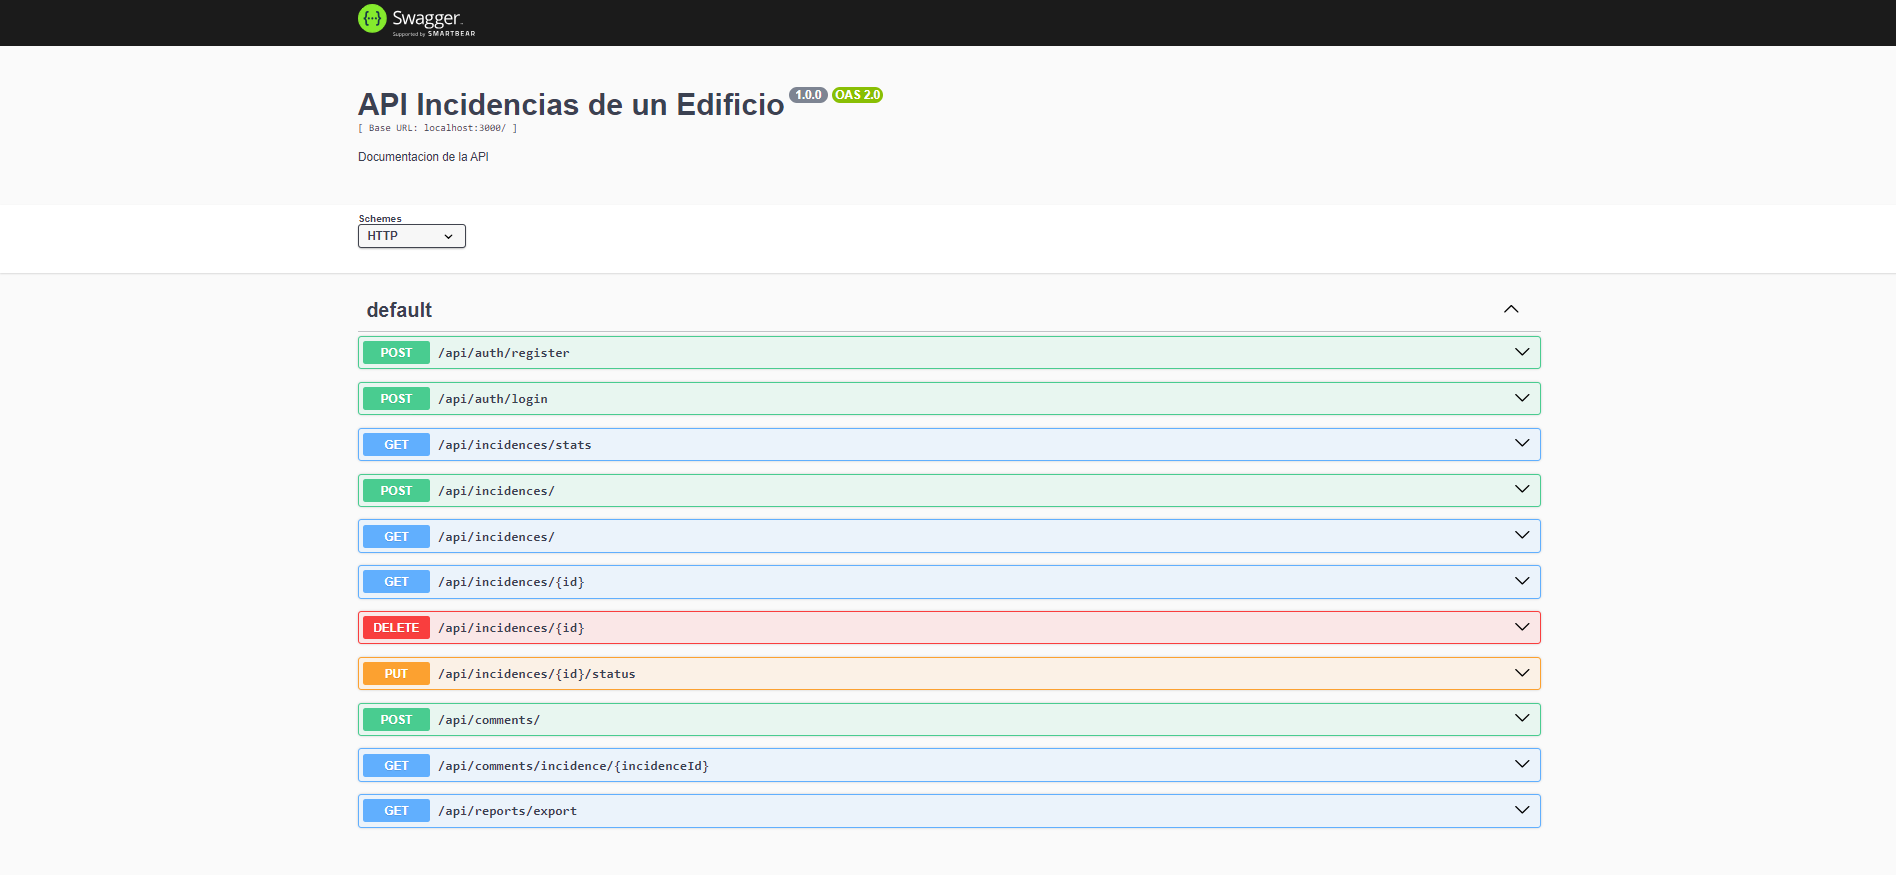 Swagger
Supported by SMARTBEAR
API Incidencias de un Edificio 1.0.0 OAS 2.0
[ Base URL: localhost:3000/ ]
Documentacion de la API
Schemes
HTTP
default
POST /api/auth/register
POST /api/auth/login
GET /api/incidences/stats
POST /api/incidences/
GET /api/incidences/
GET /api/incidences/{id}
DELETE /api/incidences/{id}
PUT /api/incidences/{id}/status
POST /api/comments/
GET /api/comments/incidence/{incidenceId}
GET /api/reports/export